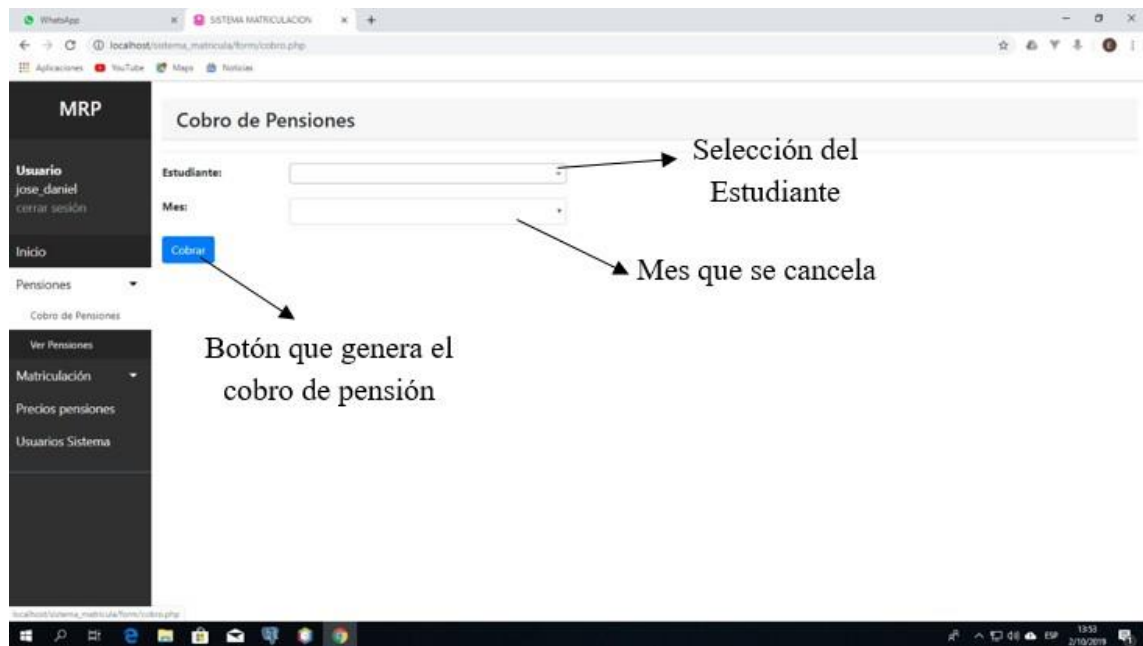 WhatsApp
SISTEMA MATRICULACION
localhost/sistema_matricula/form/cobro.php
Aplicaciones YouTube Maps Noticias
MRP
Cobro de Pensiones
Usuario
jose_daniel
cerrar sesión
Estudiante:
Selección del
Estudiante
Mes:
Mes que se cancela
Inicio
Cobrar
Pensiones
Cobro de Pensiones
Ver Pensiones
Botón que genera el
cobro de pensión
Matriculación
Precios pensiones
Usuarios Sistema
localhost/sistema_matricula/form/cobro.php
ESP
13:53
2/10/2019